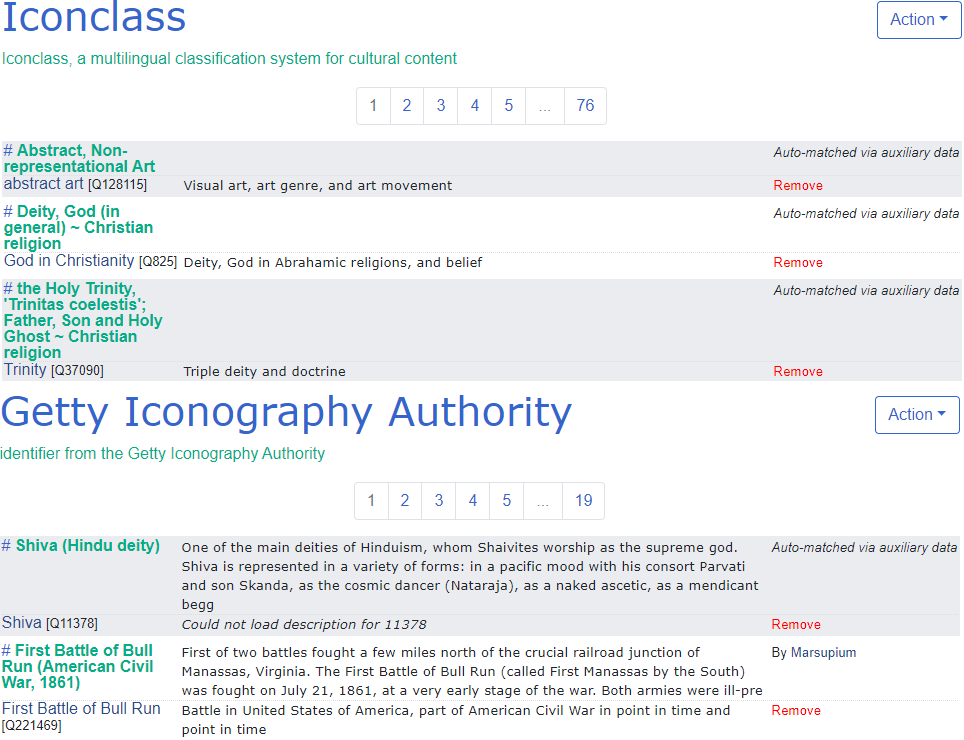 Iconclass
Action
Iconclass, a multilingual classification system for cultural content
1 2 3 4 5 ... 76
# Abstract, Non-
representational Art
Auto-matched via auxiliary data
abstract art [Q128115] Visual art, art genre, and art movement Remove
# Deity, God (in
general) ~ Christian
religion
Auto-matched via auxiliary data
God in Christianity [Q825] Deity, God in Abrahamic religions, and belief Remove
# the Holy Trinity,
'Trinitas coelestis';
Father, Son and Holy
Ghost ~ Christian
religion
Auto-matched via auxiliary data
Trinity [Q37090] Triple deity and doctrine Remove
Getty Iconography Authority
Action
identifier from the Getty Iconography Authority
1 2 3 4 5 ... 19
# Shiva (Hindu deity)
One of the main deities of Hinduism, whom Shaivites worship as the supreme god.
Shiva is represented in a variety of forms: in a pacific mood with his consort Parvati
and son Skanda, as the cosmic dancer (Nataraja), as a naked ascetic, as a mendicant
begg
Auto-matched via auxiliary data
Shiva [Q11378] Could not load description for 11378 Remove
# First Battle of Bull
Run (American Civil
War, 1861)
First of two battles fought a few miles north of the crucial railroad junction of
Manassas, Virginia. The First Battle of Bull Run (called First Manassas by the South)
was fought on July 21, 1861, at a very early stage of the war. Both armies were ill-pre
By Marsupium
First Battle of Bull Run
[Q221469]
Battle in United States of America, part of American Civil War in point in time and
point in time
Remove